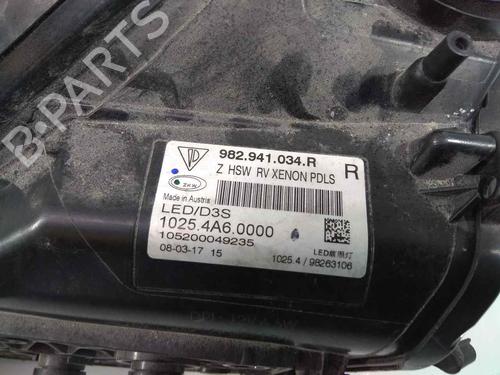 B-PARTS
982.941.034.R
R
Z HSW RV XENON PDLS
ZKW
Made in Austria
LED/D3S
1025.4A6.0000
105200049235
08-03-17 15
1025.4 / 98263106